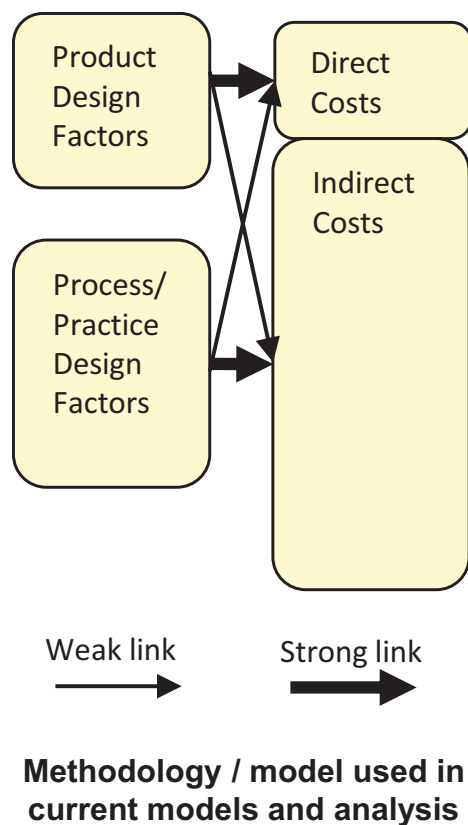 Product
Design
Factors
Direct
Costs
Indirect
Costs
Process/
Practice
Design
Factors
Weak link
Strong link
Methodology / model used in
current models and analysis